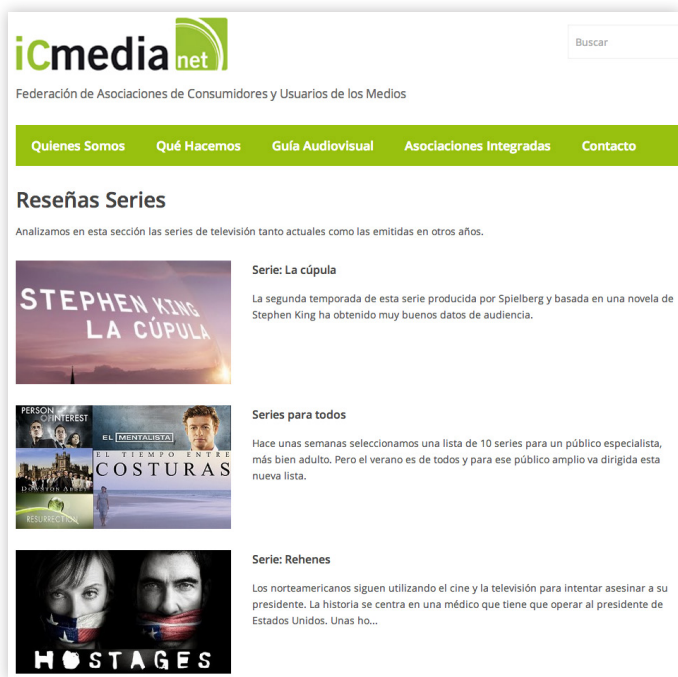 iCmedia net
Buscar
Federación de Asociaciones de Consumidores y Usuarios de los Medios
Quienes Somos Qué Hacemos Guía Audiovisual Asociaciones Integradas Contacto
Reseñas Series
Analizamos en esta sección las series de televisión tanto actuales como las emitidas en otros años.
STEPHEN KING
LA CÚPULA
Serie: La cúpula
La segunda temporada de esta serie producida por Spielberg y basada en una novela de
Stephen King ha obtenido muy buenos datos de audiencia.
PERSON
OF INTEREST
EL MENTALISTA
EL TIEMPO ENTRE
COSTURAS
DOWNTON ABBEY
RESURRECTION
Series para todos
Hace unas semanas seleccionamos una lista de 10 series para un público especialista,
más bien adulto. Pero el verano es de todos y para ese público amplio va dirigida esta
nueva lista.
HOSTAGES
Serie: Rehenes
Los norteamericanos siguen utilizando el cine y la televisión para intentar asesinar a su
presidente. La historia se centra en una médico que tiene que operar al presidente de
Estados Unidos. Unas ho...